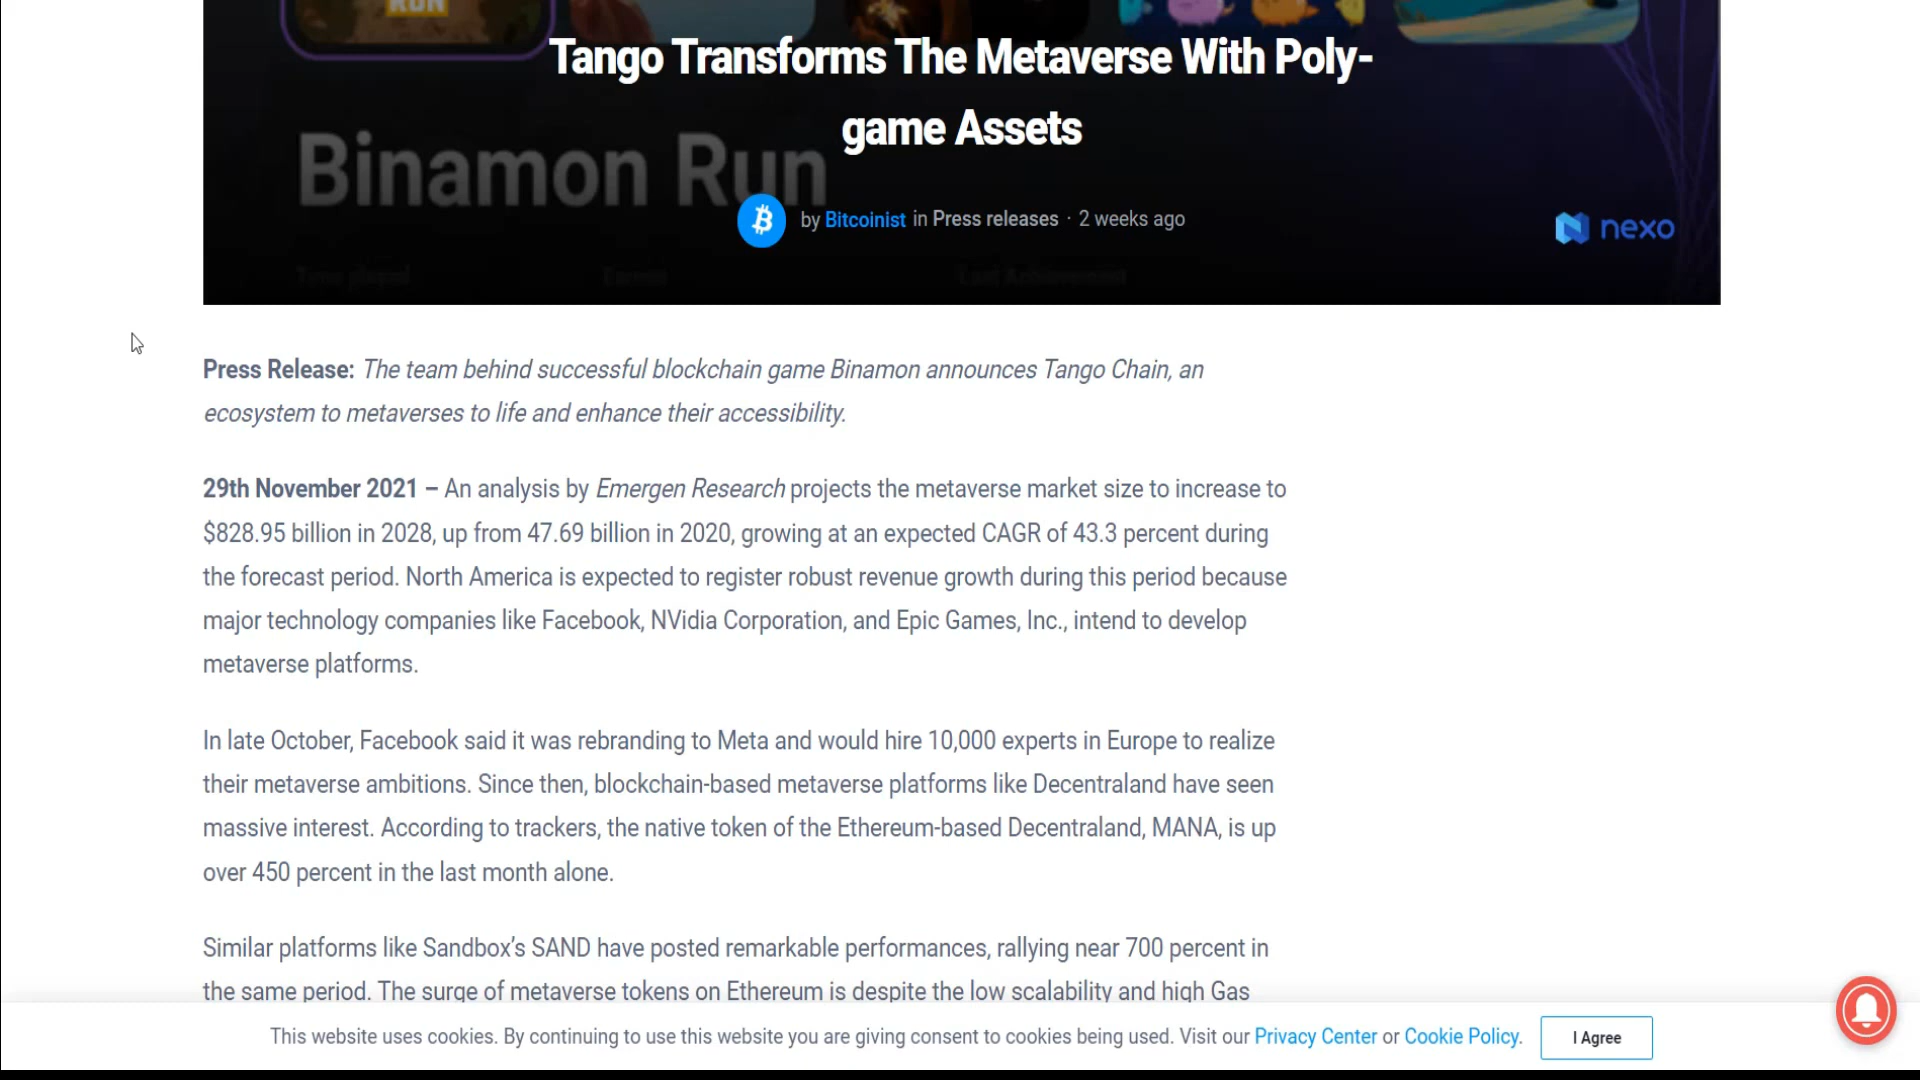 RUN
Tango Transforms The Metaverse With Poly-
game Assets
Binamon Run
by Bitcoinist in Press releases · 2 weeks ago
nexo
Time played Earned Last Achievement
Press Release: The team behind successful blockchain game Binamon announces Tango Chain, an
ecosystem to metaverses to life and enhance their accessibility.
29th November 2021 – An analysis by Emergen Research projects the metaverse market size to increase to
$828.95 billion in 2028, up from 47.69 billion in 2020, growing at an expected CAGR of 43.3 percent during
the forecast period. North America is expected to register robust revenue growth during this period because
major technology companies like Facebook, NVidia Corporation, and Epic Games, Inc., intend to develop
metaverse platforms.
In late October, Facebook said it was rebranding to Meta and would hire 10,000 experts in Europe to realize
their metaverse ambitions. Since then, blockchain-based metaverse platforms like Decentraland have seen
massive interest. According to trackers, the native token of the Ethereum-based Decentraland, MANA, is up
over 450 percent in the last month alone.
Similar platforms like Sandbox’s SAND have posted remarkable performances, rallying near 700 percent in
the same period. The surge of metaverse tokens on Ethereum is despite the low scalability and high Gas
This website uses cookies. By continuing to use this website you are giving consent to cookies being used. Visit our Privacy Center or Cookie Policy.
I Agree